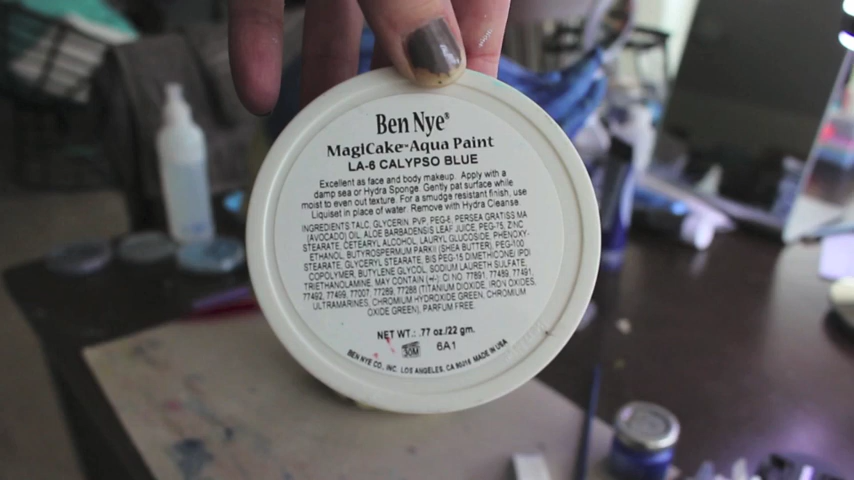 Ben Nye®
MagiCake™ Aqua Paint
LA-6 CALYPSO BLUE
Excellent as face and body makeup. Apply with a
damp sea or Hydra Sponge. Gently pat surface while
moist to even out texture. For a smudge resistant finish, use
Liquiset in place of water. Remove with Hydra Cleanse.
INGREDIENTS: TALC, GLYCERIN, PVP, PEG-8, PERSEA GRATISS MA
(AVOCADO) OIL, ALOE BARBADENSIS LEAF JUICE, PEG-75, ZINC
STEARATE, CETEARYL ALCOHOL, LAURYL GLUCOSIDE, PHENOXY-
ETHANOL, BUTYROSPERMUM PARKII (SHEA BUTTER), PEG-100
STEARATE, GLYCERYL STEARATE, BIS PEG-15 DIMETHICONE/ IPDI
COPOLYMER, BUTYLENE GLYCOL, SODIUM LAURETH SULFATE,
TRIETHANOLAMINE, MAY CONTAIN (+/-): CI NO. 77891, 77489, 77491,
77492, 77499, 77007, 77289, 77288 (TITANIUM DIOXIDE, IRON OXIDES,
ULTRAMARINES, CHROMIUM HYDROXIDE GREEN, CHROMIUM
OXIDE GREEN), PARFUM FREE.
NET WT.: .77 oz./22 gm.
30M 6A1
BEN NYE CO., INC. LOS ANGELES, CA 90016 MADE IN USA